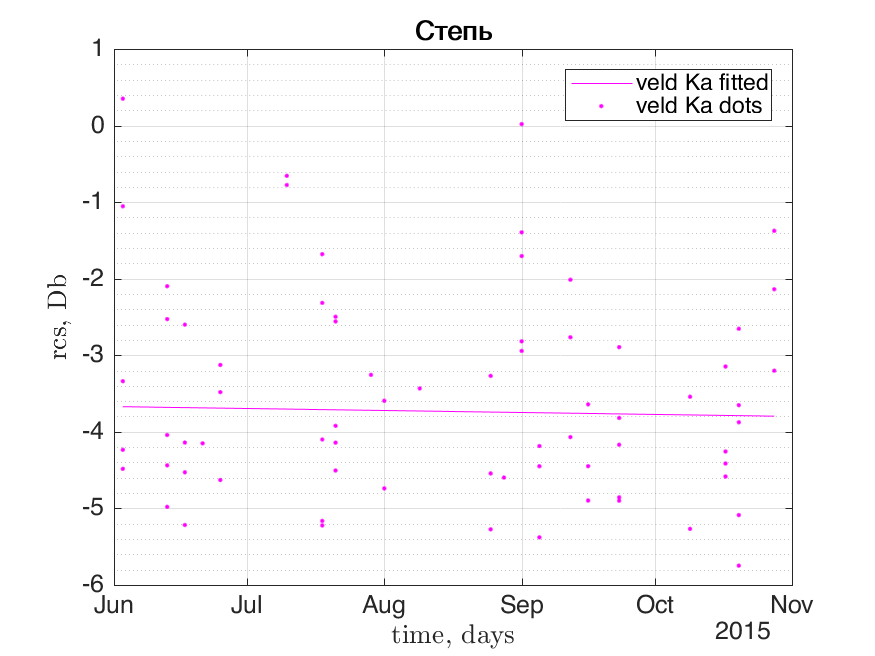 Степь
veld Ka fitted
veld Ka dots
1
0
-1
-2
-3
-4
-5
-6
rcs, Db
Jun Jul Aug Sep Oct Nov
2015
time, days